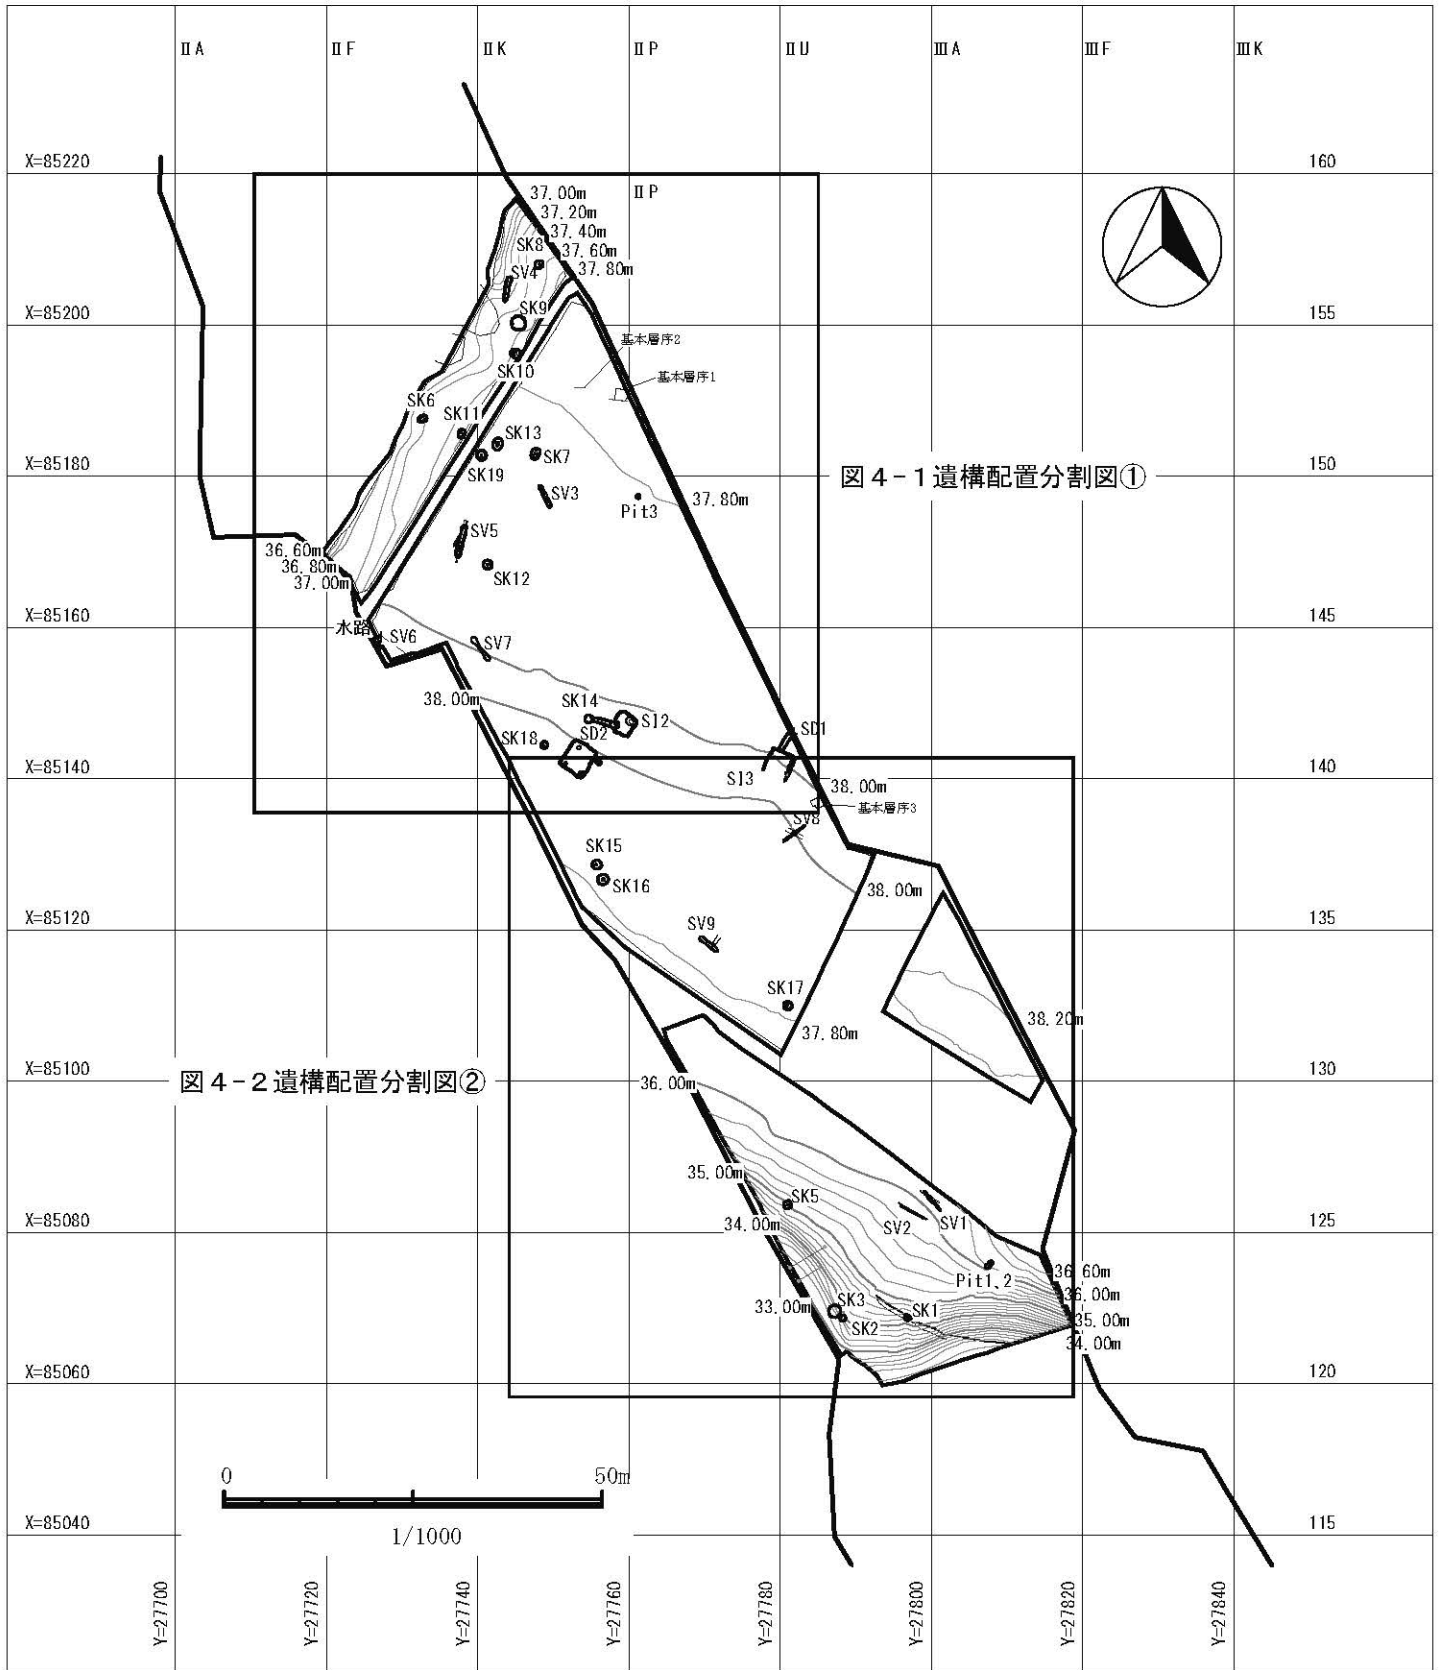 ⅡA ⅡF ⅡK ⅡP ⅡU ⅢA ⅢF ⅢK
X=85220 160
ⅡP
37.00m
37.20m
37.40m
SK8
37.60m
SV4
37.80m
SK9
X=85200 155
基本層序2
SK10
基本層序1
SK6
SK11
SK13
SK7
SK19
X=85180 150
図4-1遺構配置分割図①
SV3
37.80m
Pit3
SV5
36.60m
36.80m
37.00m
SK12
X=85160 145
水路
SV6
SV7
38.00m
SK14
SI2
SD1
SD2
SK18
X=85140 140
SI3
38.00m
基本層序3
SV8
SK15
SK16
38.00m
X=85120 135
SV9
SK17
38.20m
37.80m
X=85100 130
図4-2遺構配置分割図②
36.00m
35.00m
SK5
34.00m
SV2
SV1
X=85080 125
36.60m
Pit1、2
36.00m
33.00m
SK3
SK1
35.00m
SK2
34.00m
X=85060 120
0 50m
1/1000
X=85040 115
Y=27700 Y=27720 Y=27740 Y=27760 Y=27780 Y=27800 Y=27820 Y=27840